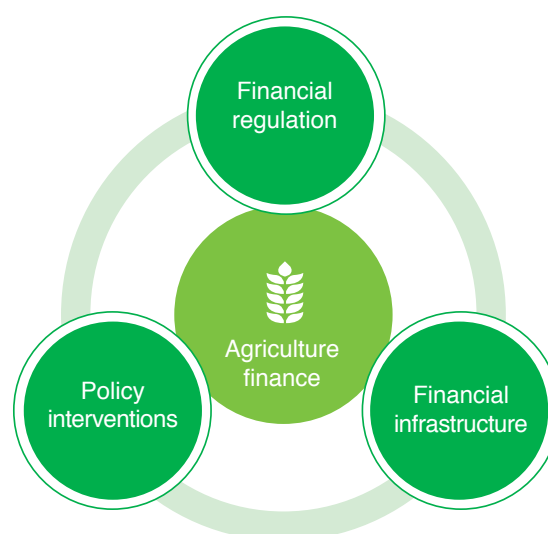 Financial
regulation
Agriculture
finance
Policy
interventions
Financial
infrastructure